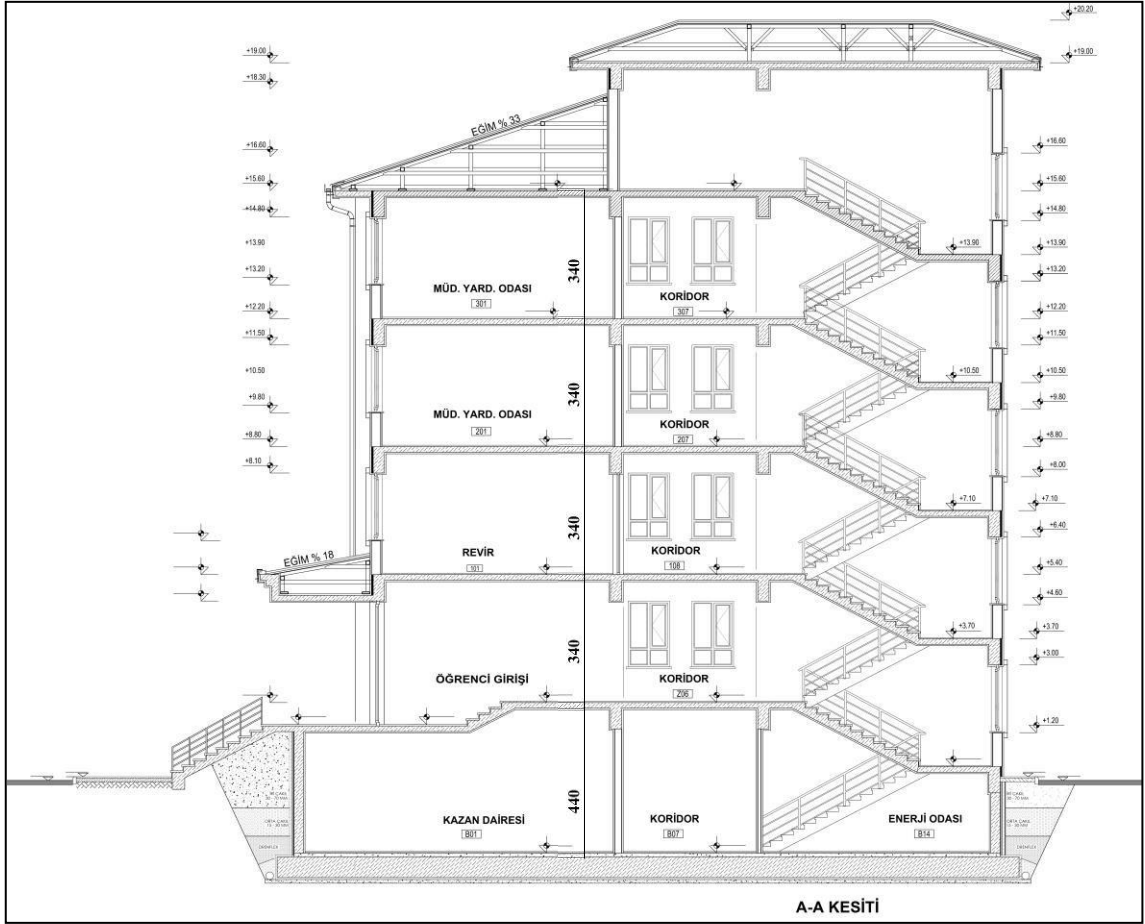 +20.20
+19.00
+19.00
+18.30
EĞİM % 33
+16.60
+16.60
+15.60
+15.60
+14.80
+14.80
+13.90
+13.90
+13.90
+13.20
+13.20
340
MÜD. YARD. ODASI
301
KORİDOR
307
+12.20
+12.20
+11.50
+11.50
+10.50
+10.50
+10.50
+9.80
+9.80
340
MÜD. YARD. ODASI
201
KORİDOR
207
+8.80
+8.80
+8.10
+8.00
+7.10
+7.10
+6.40
340
EĞİM % 18
REVİR
101
KORİDOR
108
+5.40
+4.60
+3.70
+3.70
+3.00
340
ÖĞRENCİ GİRİŞİ
KORİDOR
Z06
+1.20
440
KAZAN DAİRESİ
B01
KORİDOR
B07
ENERJİ ODASI
B14
A-A KESİTİ